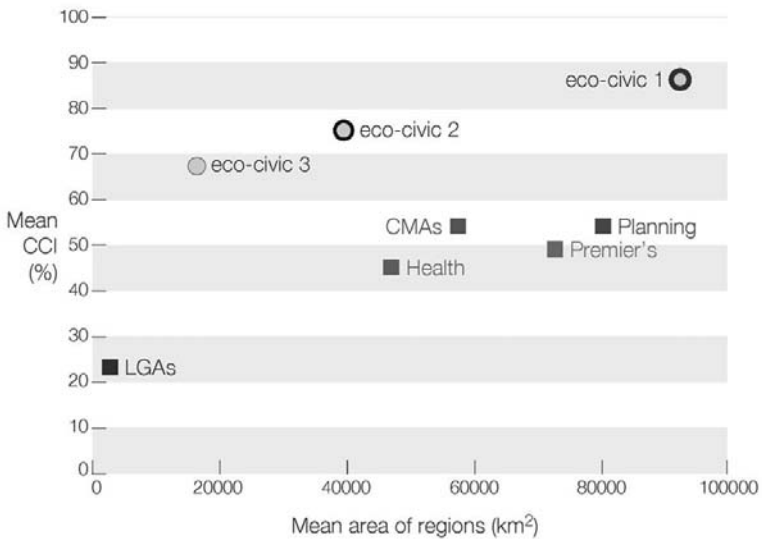 100
90
eco-civic 1
80
eco-civic 2
70
eco-civic 3
60
Mean
CCI
(%)
CMAs
Planning
50
Premier's
Health
40
30
LGAs
20
10
0
0 20000 40000 60000 80000 100000
Mean area of regions (km²)